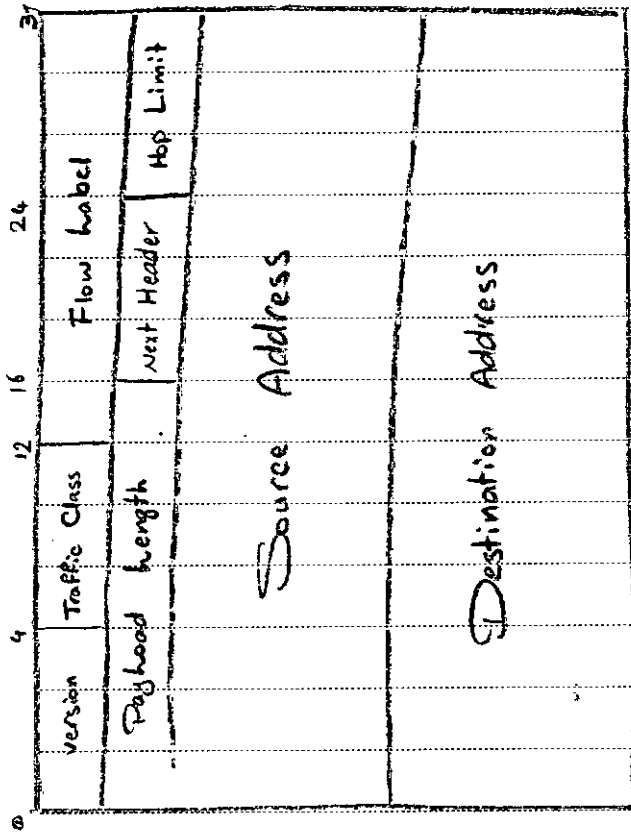 0 4 12 16 24 31
version Traffic Class Flow Label
Payload Length Next Header Hop Limit
Source Address
Destination Address